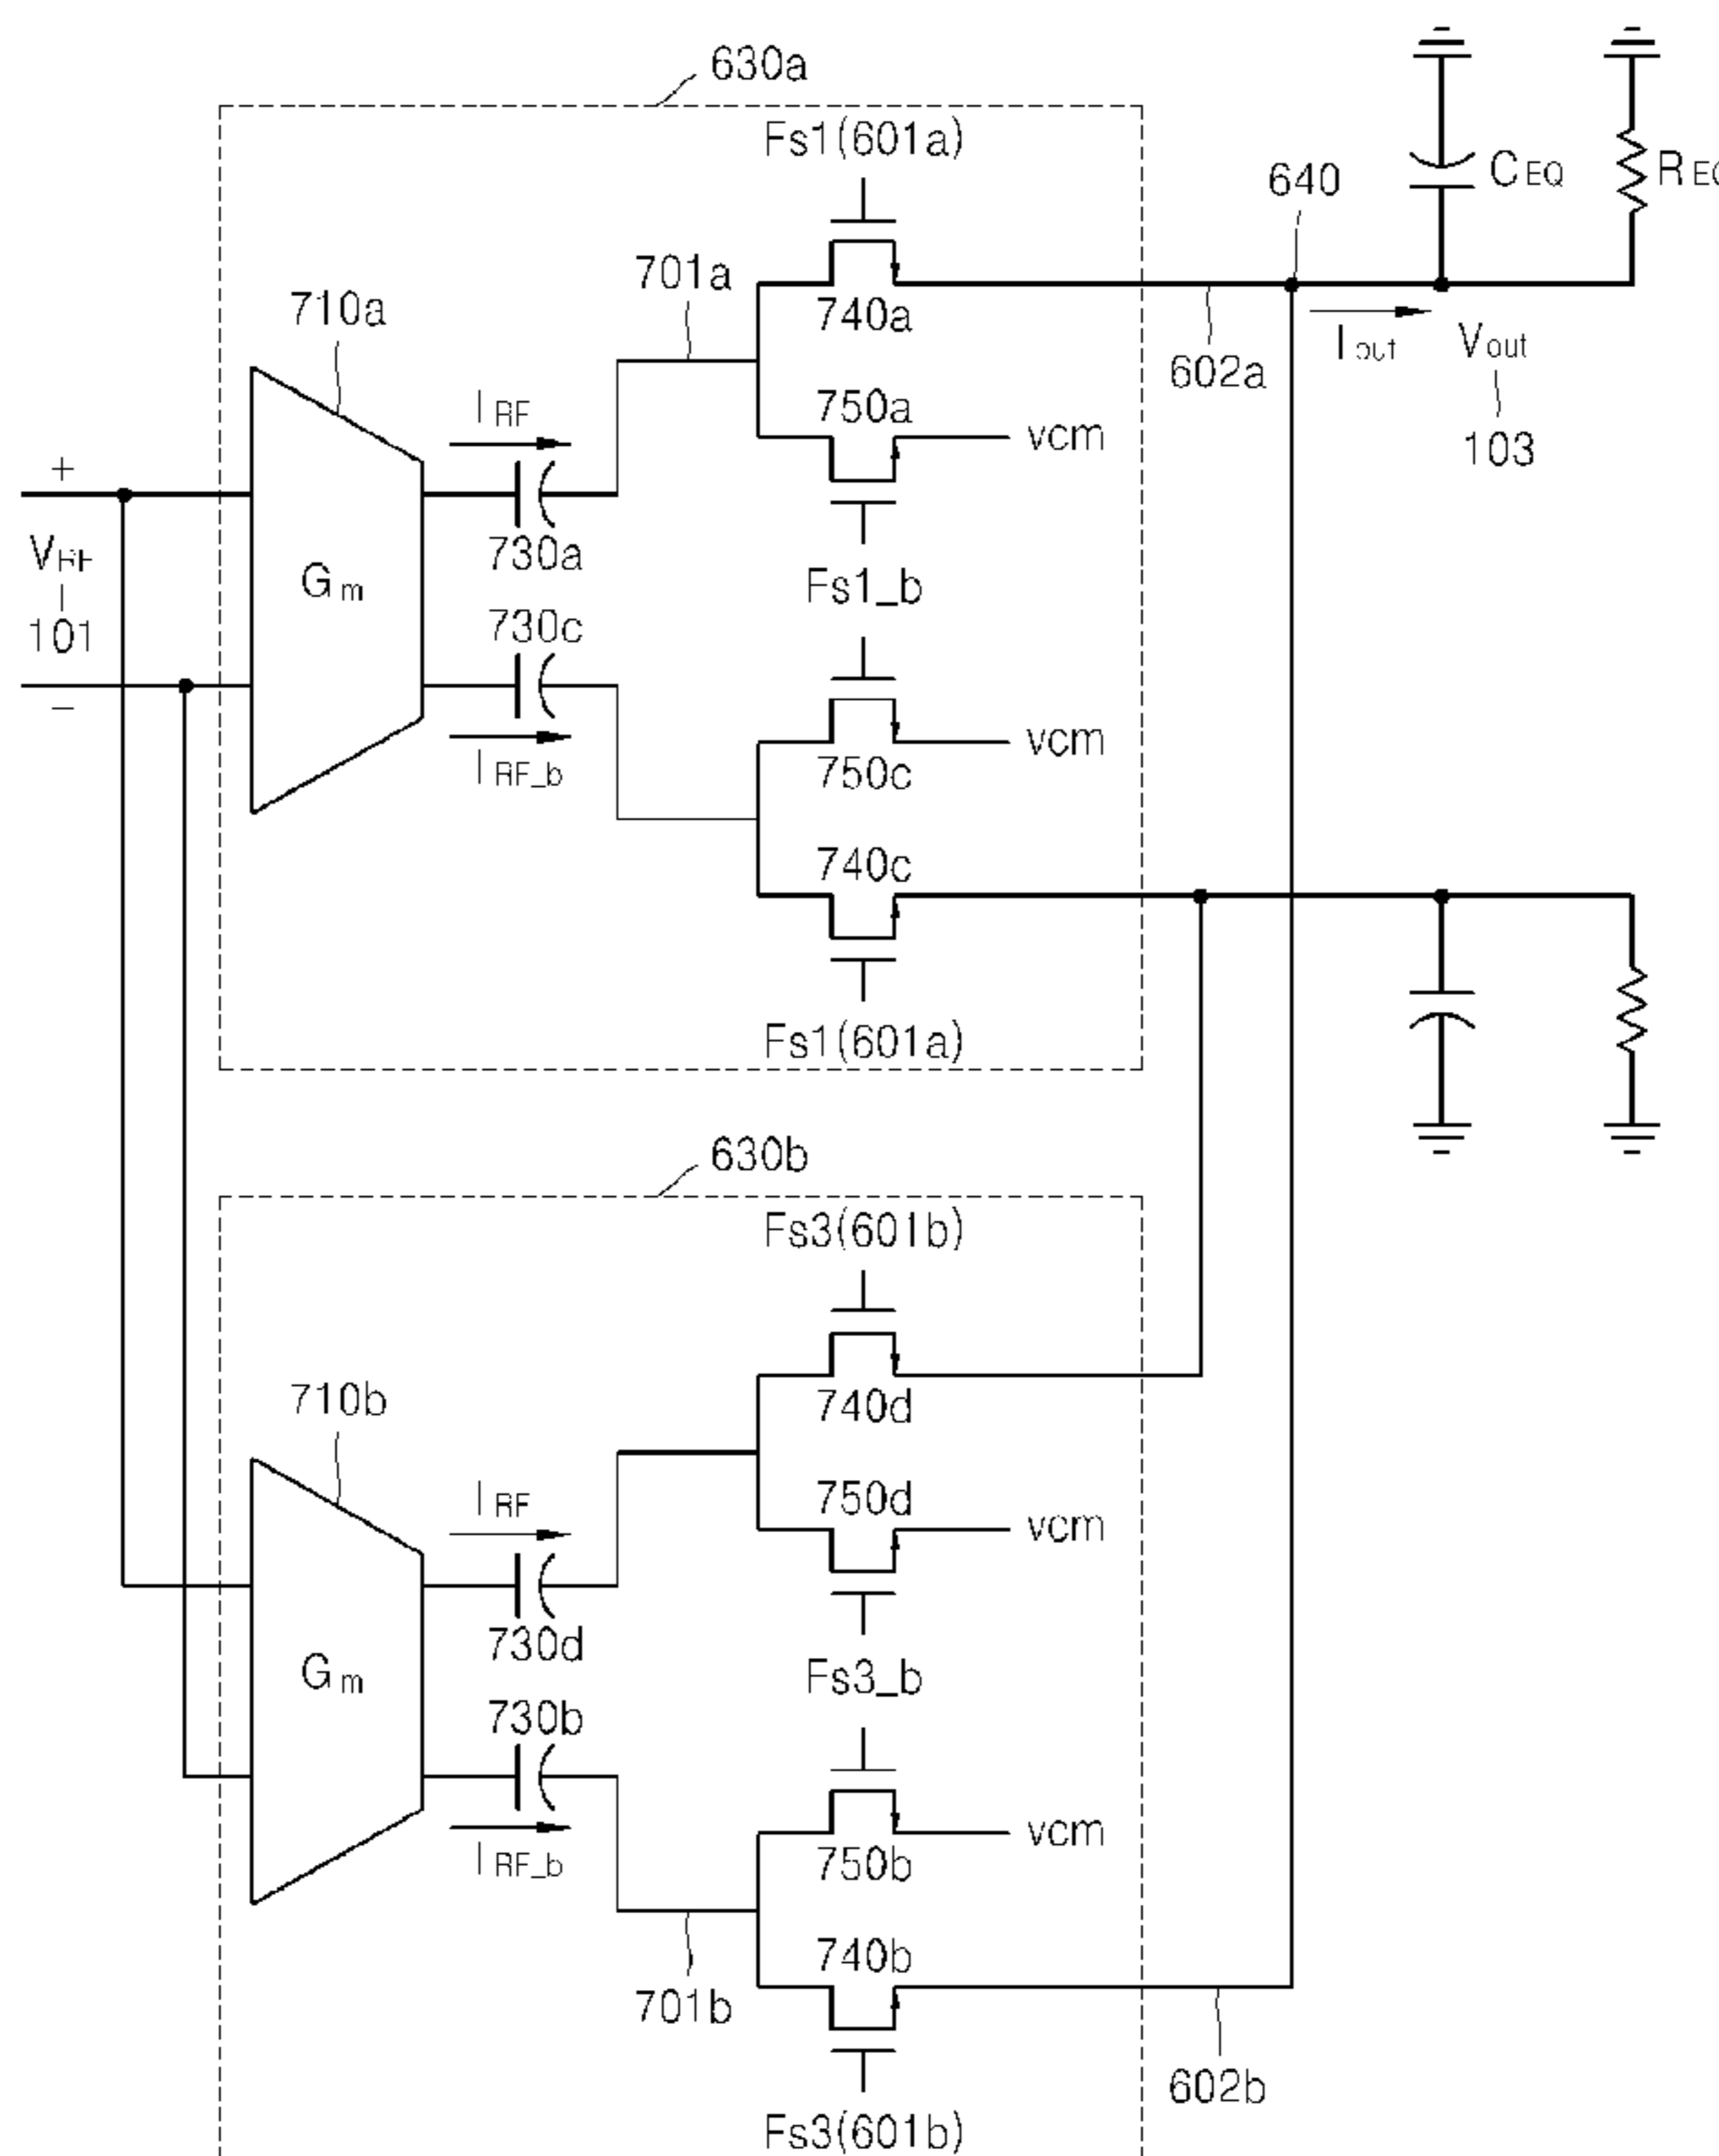 630a
Fs1(601a)
640
CEQ
REQ
701a
740a
710a
602a
Iout
Vout
103
IRF
750a
vcm
+
730a
VRF
Gm
Fs1_b
101
730c
−
vcm
IRF_b
750c
740c
Fs1(601a)
630b
Fs3(601b)
710b
740d
IRF
750d
vcm
730d
Gm
Fs3_b
730b
vcm
IRF_b
750b
740b
701b
602b
Fs3(601b)